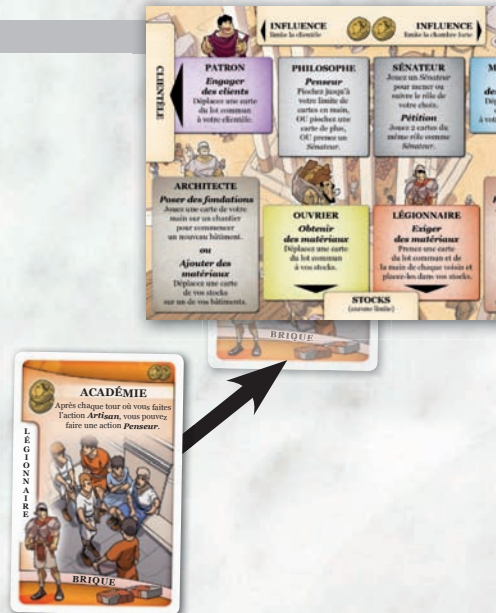 INFLUENCE
limite la clientèle
INFLUENCE
limite la chambre forte
CLIENTÈLE
PATRON
Engager
des clients
Déplacez une carte
du lot commun
à votre clientèle.
PHILOSOPHE
Penseur
Piochez jusqu'à
votre limite de
cartes en main,
OU piochez une
carte de plus,
OU prenez un
Sénateur.
SÉNATEUR
Jouez un Sénateur
pour mener ou
suivre le rôle de
votre choix.
Pétition
Jouez 2 cartes du
même rôle comme
Sénateur.
ARCHITECTE
Poser des fondations
Jouez une carte de votre
main sur un chantier
pour commencer
un nouveau bâtiment.
ou
Ajouter des
matériaux
Déplacez une carte
de vos stocks
sur un de vos bâtiments.
OUVRIER
Obtenir
des matériaux
Déplacez une carte
du lot commun
à vos stocks.
LÉGIONNAIRE
Exiger
des matériaux
Prenez une carte
du lot commun et de
la main de chaque voisin et
placez-les dans vos stocks.
STOCKS
(aucune limite)
BRIQUE
ACADÉMIE
Après chaque tour où vous faites
l'action Artisan, vous pouvez
faire une action Penseur.
LÉGIONNAIRE
BRIQUE